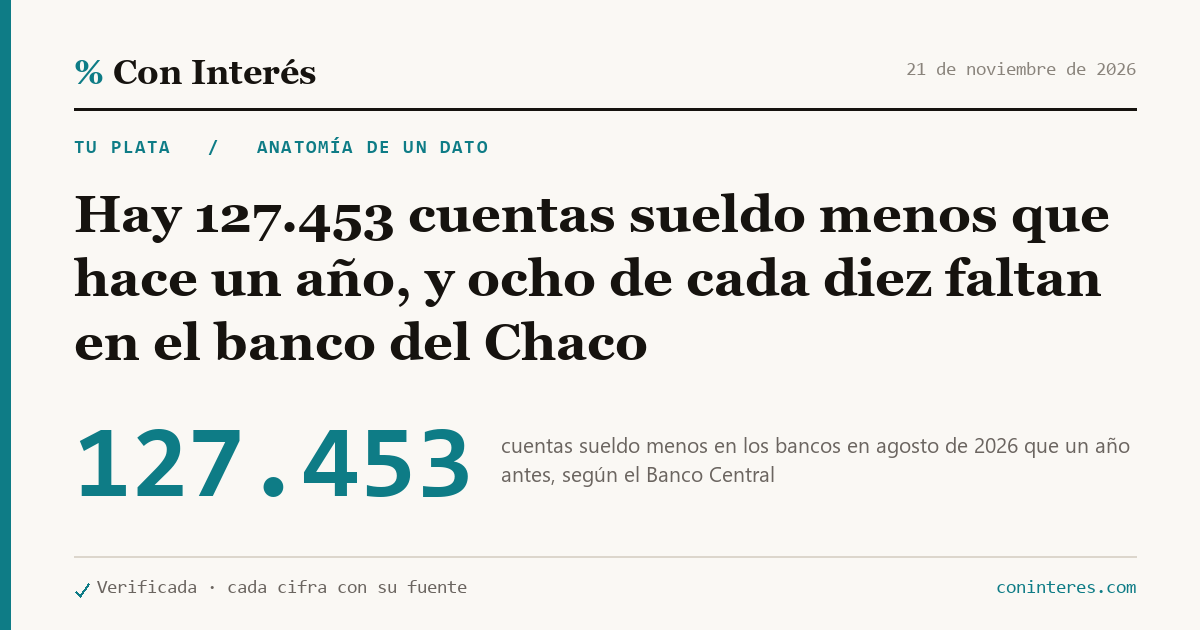 % Con Interés
21 de noviembre de 2026
TU PLATA / ANATOMÍA DE UN DATO
Hay 127.453 cuentas sueldo menos que
hace un año, y ocho de cada diez faltan
en el banco del Chaco
127.453
cuentas sueldo menos en los bancos en agosto de 2026 que un año
antes, según el Banco Central
Verificada · cada cifra con su fuente
coninteres.com